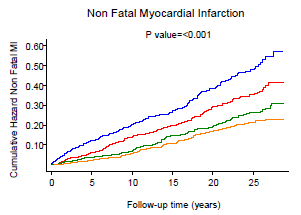 Non Fatal Myocardial Infarction
P value=<0.001
Cumulative Hazard Non Fatal MI
0.60
0.50
0.40
0.30
0.20
0.10
0 5 10 15 20 25
Follow-up time (years)